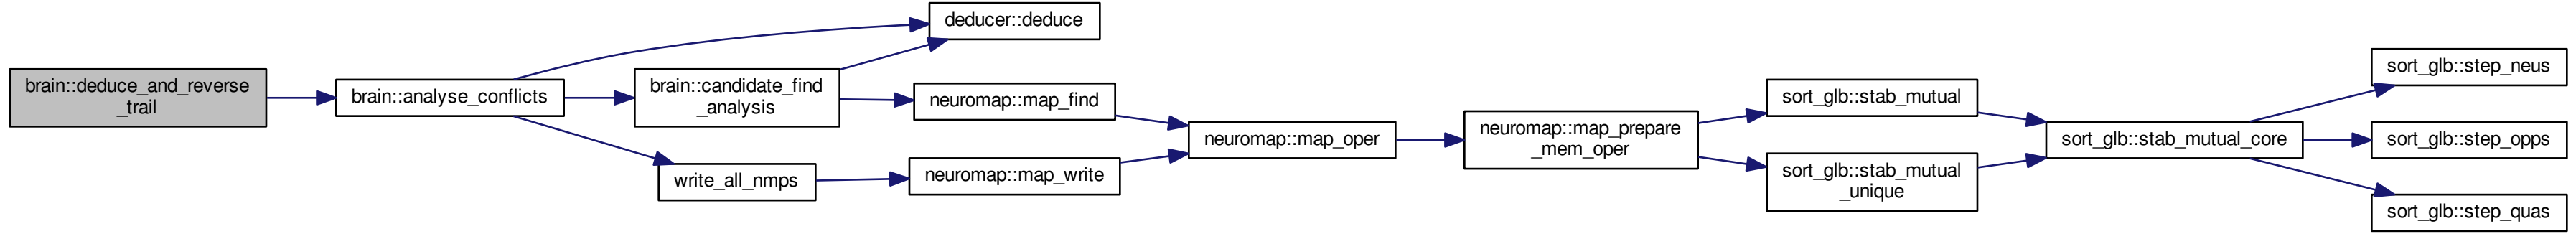 brain::deduce_and_reverse
_trail
brain::analyse_conflicts
deducer::deduce
brain::candidate_find
_analysis
write_all_nmps
neuromap::map_find
neuromap::map_write
neuromap::map_oper
neuromap::map_prepare
_mem_oper
sort_glb::stab_mutual
sort_glb::stab_mutual
_unique
sort_glb::stab_mutual_core
sort_glb::step_neus
sort_glb::step_opps
sort_glb::step_quas